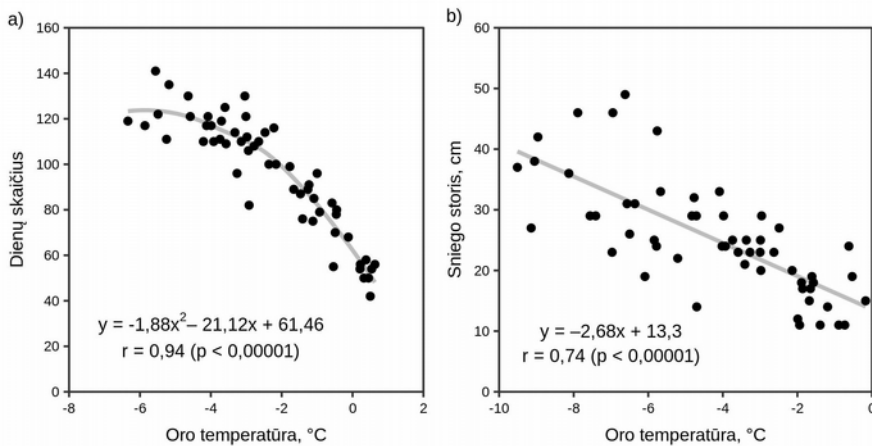 a)
160
140
120
100
80
60
40
20
0
Dienų skaičius
y = -1,88x²– 21,12x + 61,46
r = 0,94 (p < 0,00001)
-8
-6
-4
-2
0
2
Oro temperatūra, °C
b)
60
50
40
30
20
10
0
Sniego storis, cm
y = –2,68x + 13,3
r = 0,74 (p < 0,00001)
-10
-8
-6
-4
-2
0
Oro temperatūra, °C